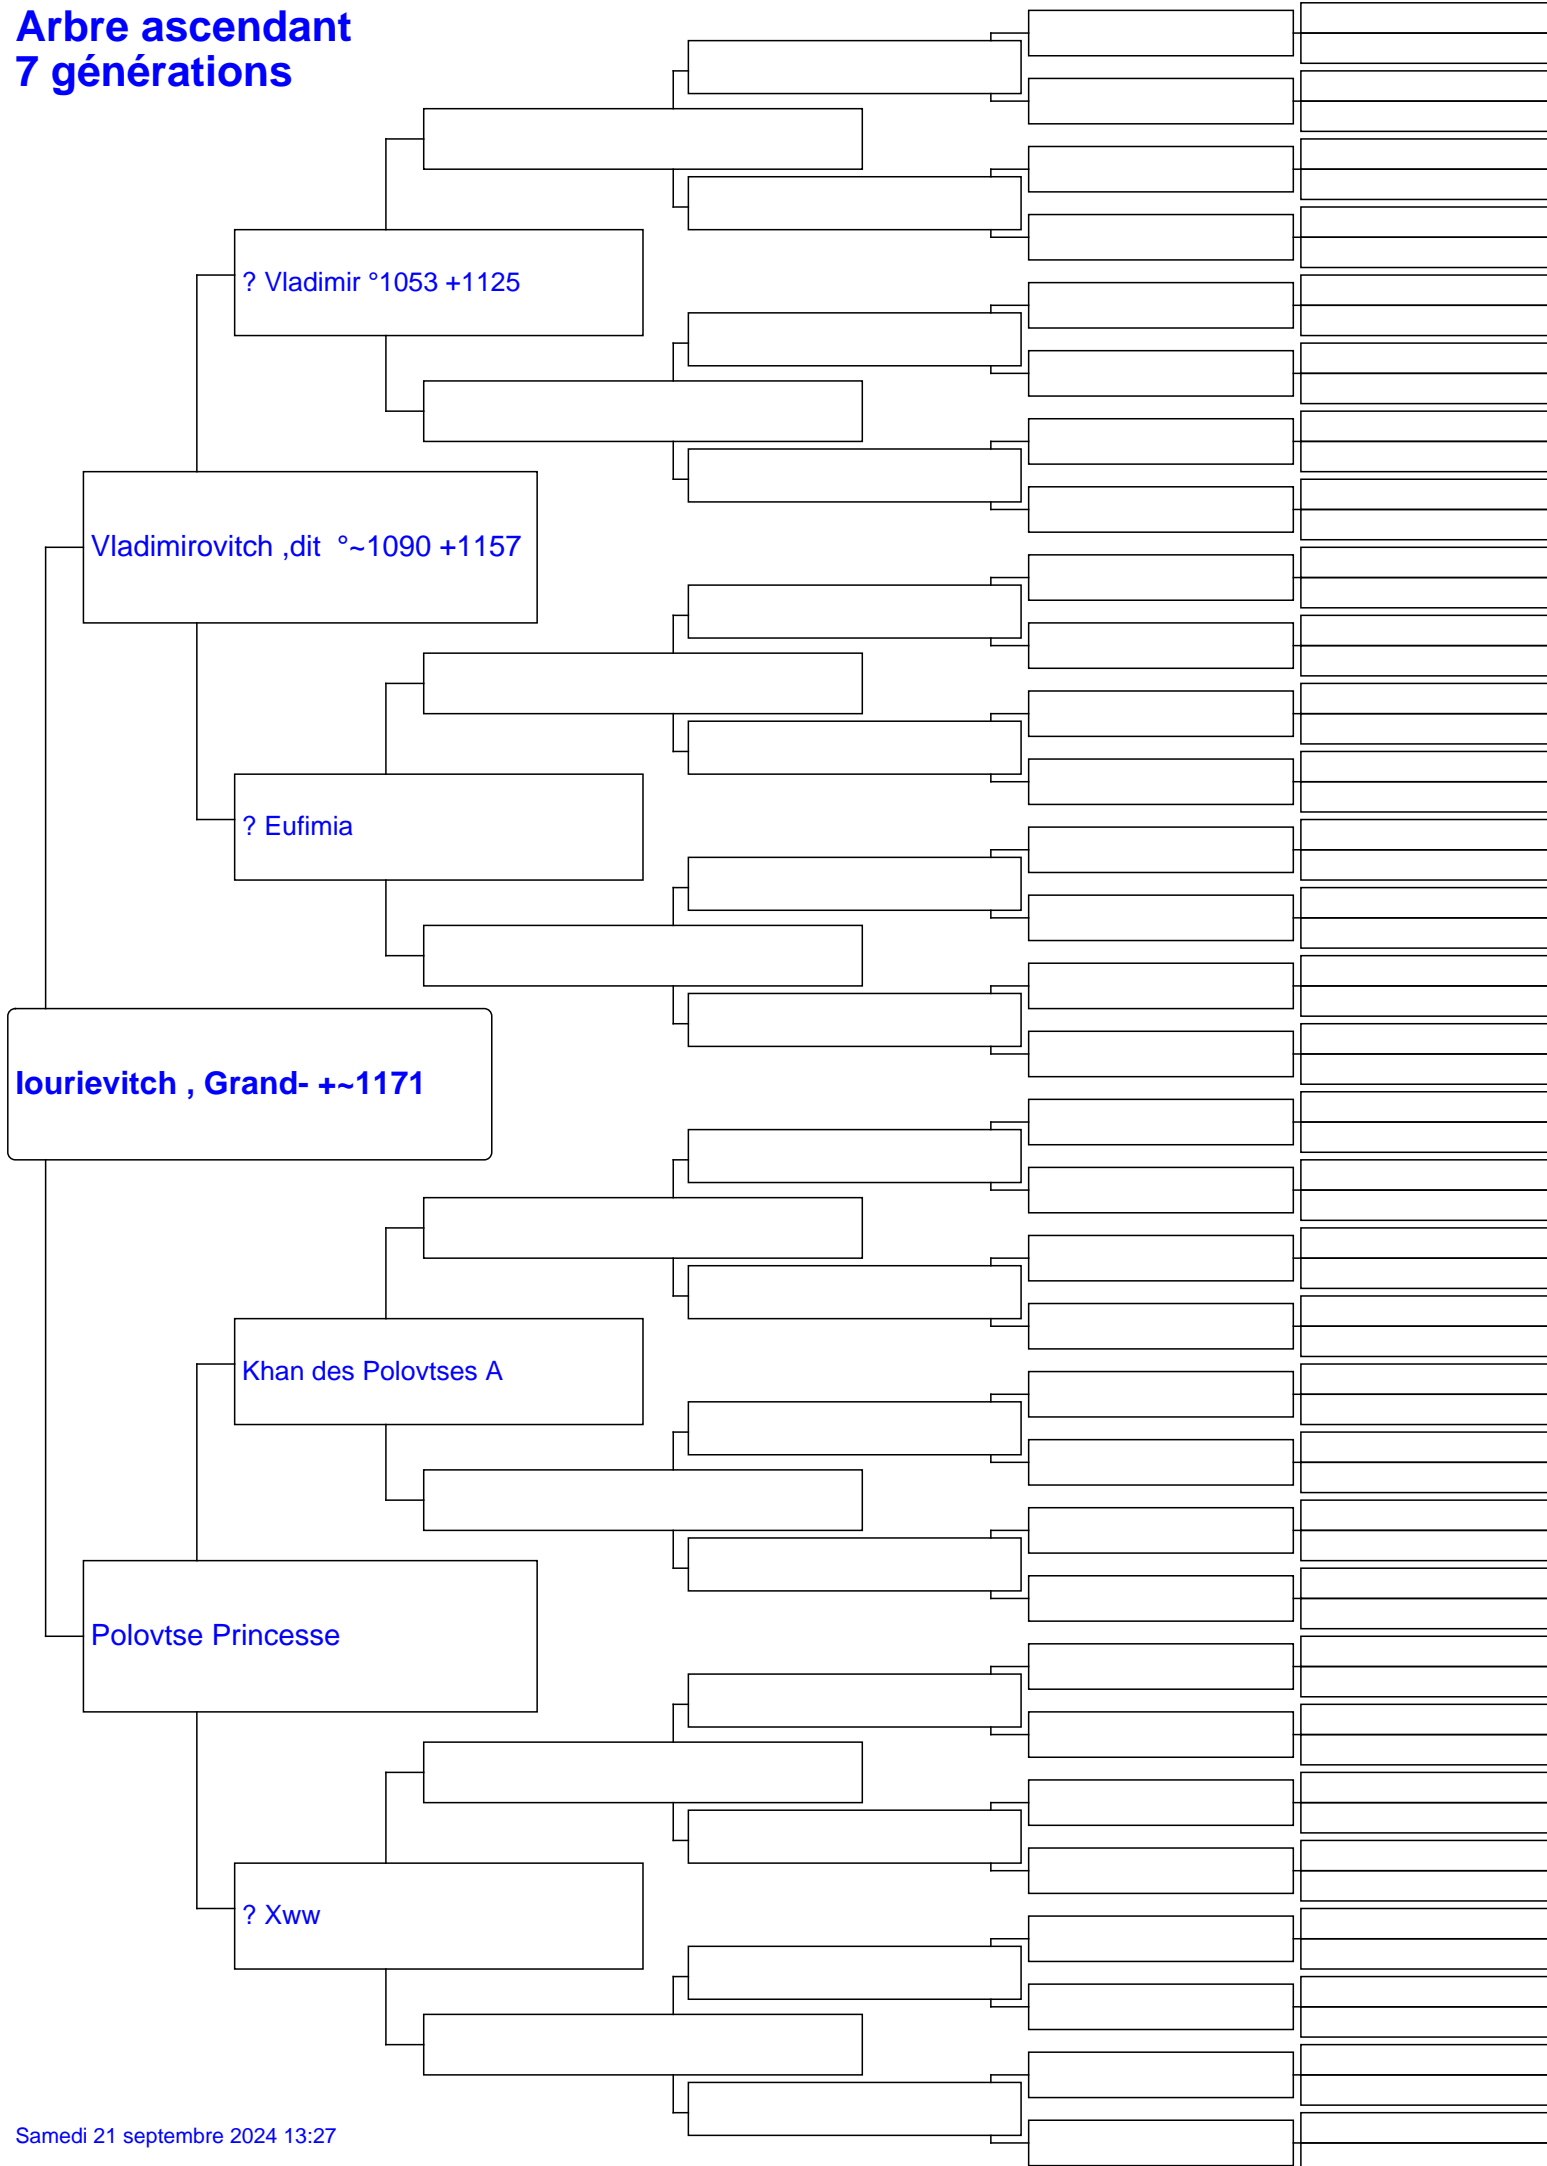 Arbre ascendant
7 générations
? Vladimir °1053 +1125
Vladimirovitch ,dit  °~1090 +1157
? Eufimia
Iourievitch , Grand- +~1171
Khan des Polovtses A
Polovtse Princesse
? Xww
Samedi 21 septembre 2024 13:27